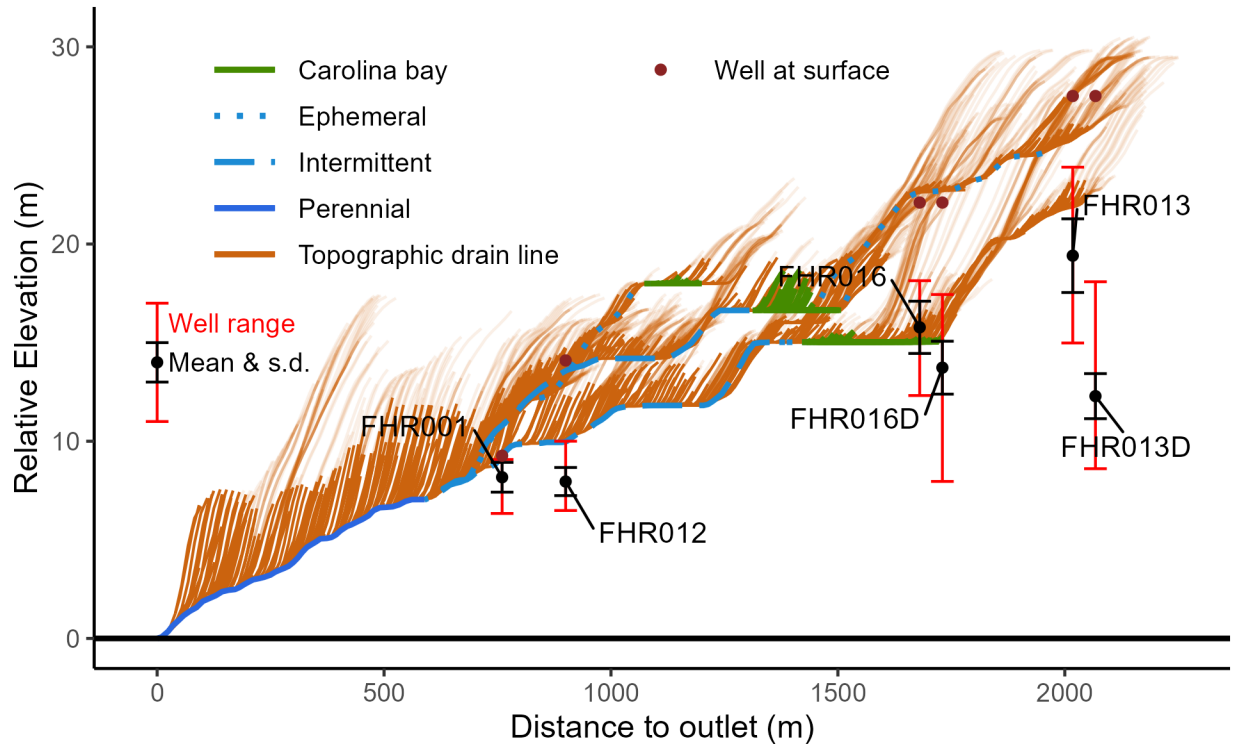 30
20
10
0
Relative Elevation (m)
Carolina bay
Ephemeral
Intermittent
Perennial
Topographic drain line
Well at surface
Well range
Mean & s.d.
FHR001
FHR012
FHR016
FHR016D
FHR013
FHR013D
0
500
1000
1500
2000
Distance to outlet (m)